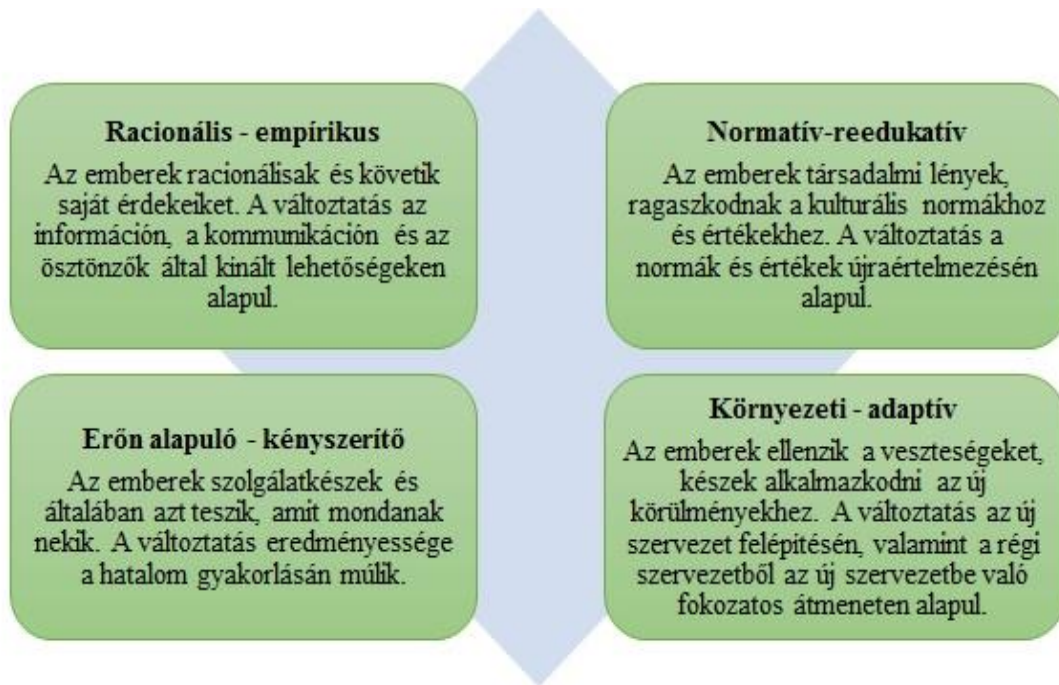 Racionális - empírikus
Az emberek racionálisak és követik
saját érdekeiket. A változtatás az
információn, a kommunikáción és az
ösztönzők által kinált lehetőségeken
alapul.
Normatív-reedukatív
Az emberek társadalmi lények,
ragaszkodnak a kulturális normákhoz
és értékekhez. A változtatás a
normák és értékek újraértelmezésén
alapul.
Erőn alapuló - kényszerítő
Az emberek szolgálatkészek és
általában azt teszik, amit mondanak
nekik. A változtatás eredményessége
a hatalom gyakorlásán múlik.
Környezeti - adaptív
Az emberek ellenzik a veszteségeket,
készek alkalmazkodni az új
körülményekhez. A változtatás az új
szervezet felépítésén, valamint a régi
szervezetből az új szervezetbe való
fokozatos átmeneten alapul.